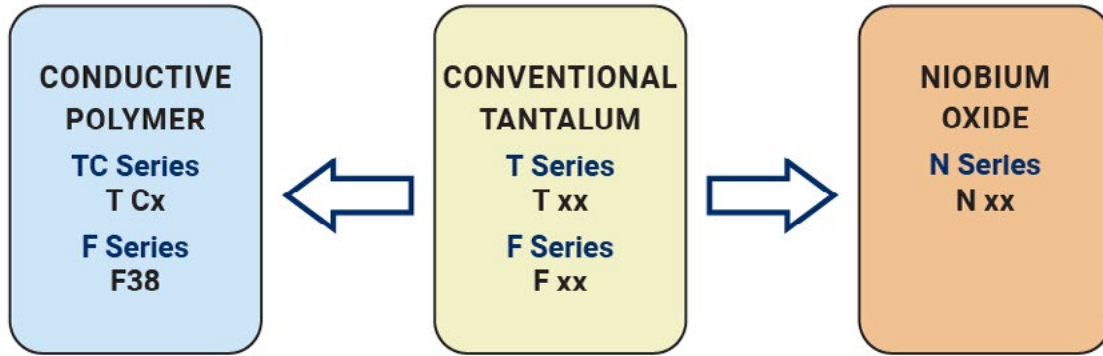 CONDUCTIVE
POLYMER
TC Series
T Cx
F Series
F38
CONVENTIONAL
TANTALUM
T Series
T xx
F Series
F xx
NIOBIUM
OXIDE
N Series
N xx